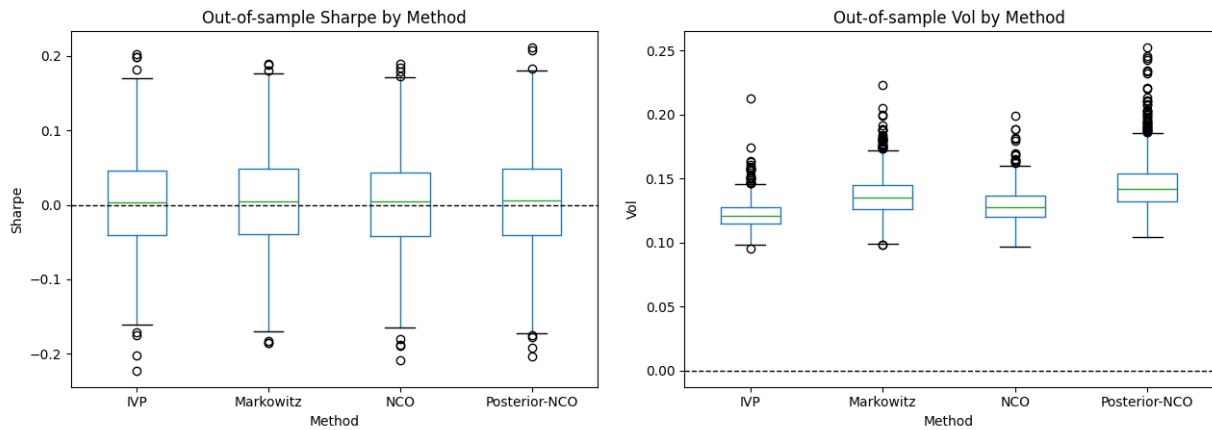 Out-of-sample Sharpe by Method
0.2
0.1
0.0
−0.1
−0.2
Sharpe
IVP Markowitz NCO Posterior-NCO
Method
Out-of-sample Vol by Method
0.25
0.20
0.15
0.10
0.05
0.00
Vol
IVP Markowitz NCO Posterior-NCO
Method